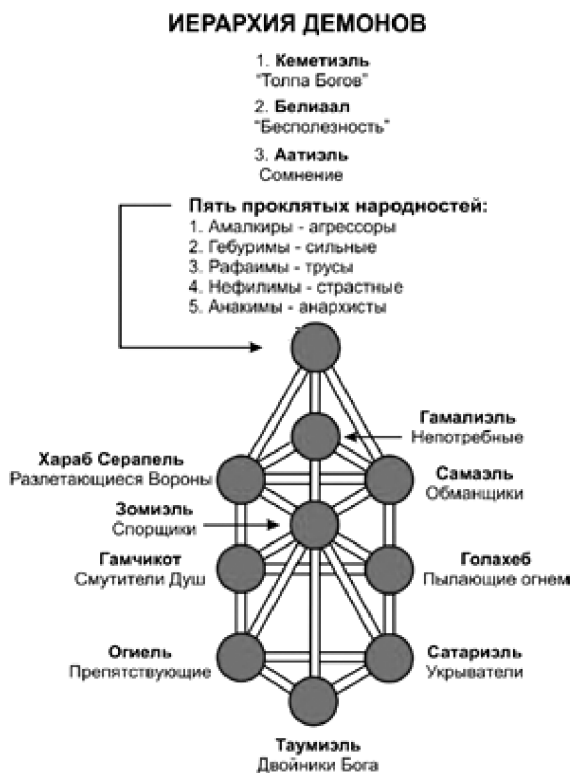 ИЕРАРХИЯ ДЕМОНОВ
1. Кеметиэль
“Толпа Богов”
2. Белиаал
“Бесполезность”
3. Аатиэль
Сомнение
Пять проклятых народностей:
1. Амалкиры - агрессоры
2. Гебуримы - сильные
3. Рафаимы - трусы
4. Нефилимы - страстные
5. Анакимы - анархисты
Гамалиэль
Непотребные
Хараб Серапель
Разлетающиеся Вороны
Самаэль
Обманщики
Зомиэль
Спорщики
Гамчикот
Смутители Душ
Голахеб
Пылающие огнем
Огиель
Препятствующие
Сатариэль
Укрыватели
Таумиэль
Двойники Бога